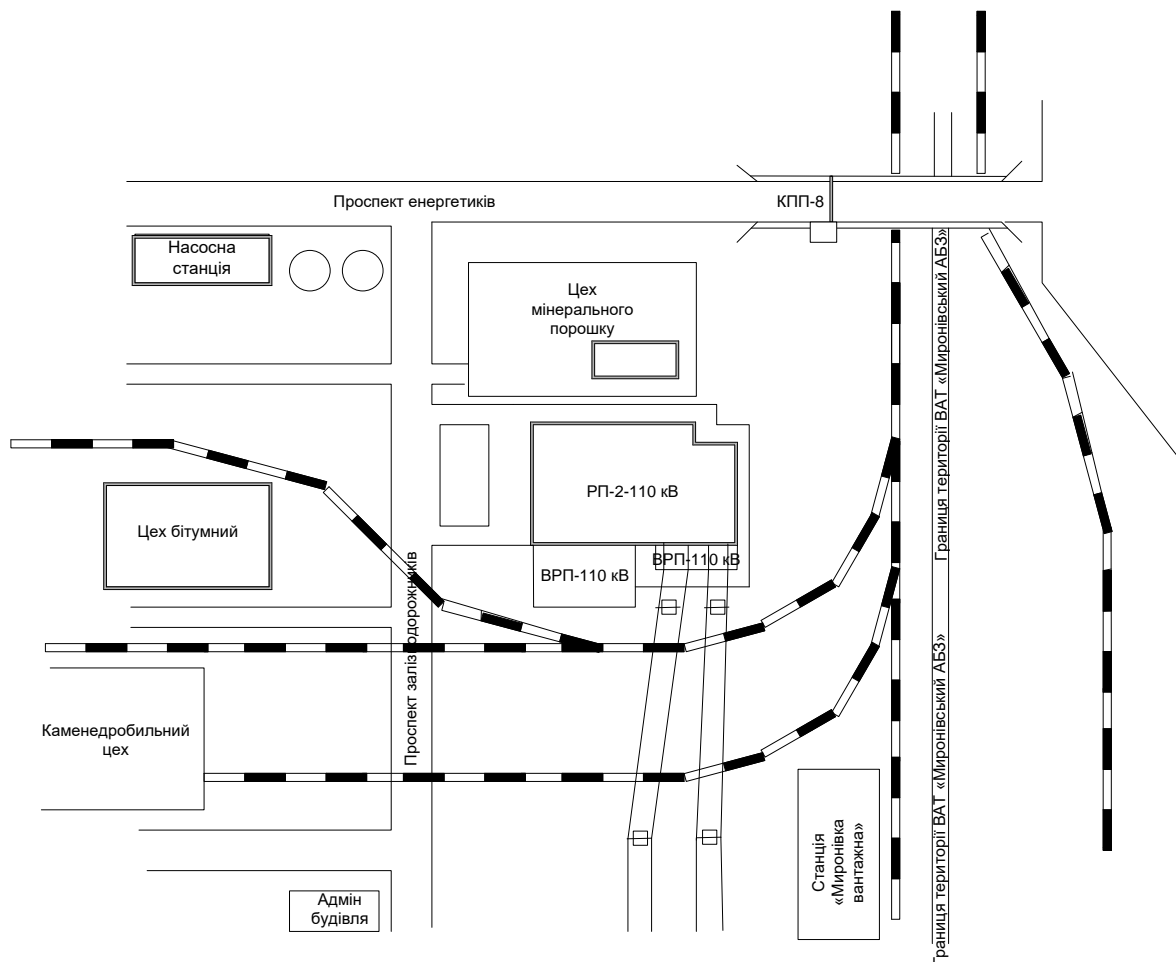 Проспект енергетиків
КПП-8
Насосна
станція
Цех
мінерального
порошку
Границя території ВАТ «Миронівський АБЗ»
РП-2-110 кВ
Цех бітумний
ВРП-110 кВ
ВРП-110 кВ
Проспект залізнодорожників
Границя території ВАТ «Миронівський АБЗ»
Каменедробильний
цех
Станція
«Миронівка
вантажна»
Адмін
будівля